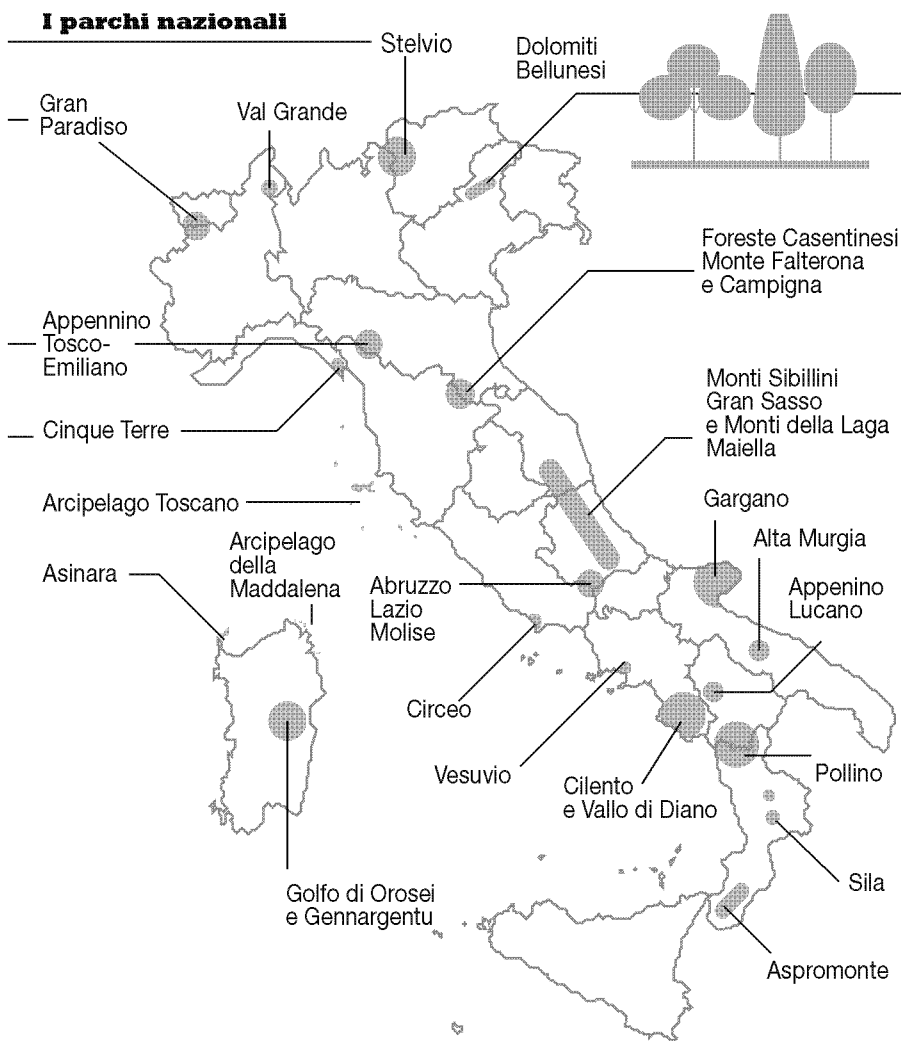 I parchi nazionali
Stelvio
Dolomiti
Bellunesi
Gran
Paradiso
Val Grande
Foreste Casentinesi
Monte Falterona
e Campigna
Appennino
Tosco-
Emiliano
Monti Sibillini
Gran Sasso
e Monti della Laga
Maiella
Cinque Terre
Arcipelago Toscano
Gargano
Alta Murgia
Arcipelago
della
Maddalena
Asinara
Abruzzo
Lazio
Molise
Appenino
Lucano
Circeo
Vesuvio
Cilento
e Vallo di Diano
Pollino
Golfo di Orosei
e Gennargentu
Sila
Aspromonte